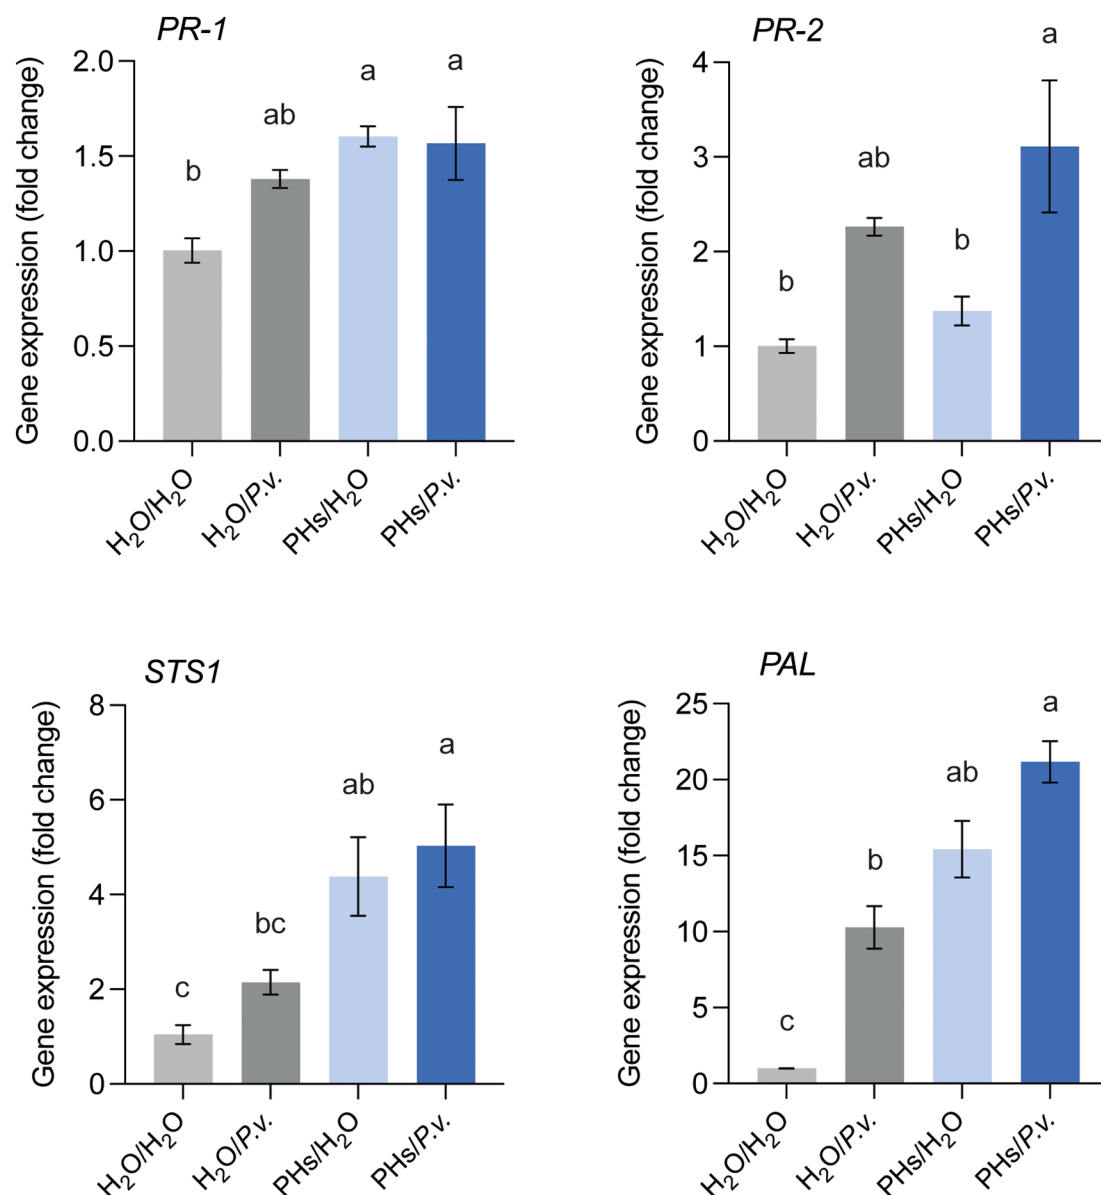 PR-1
Gene expression (fold change)
2.0
1.5
1.0
0.5
0.0
b
ab
a
a
H₂O/H₂O
H₂O/P.v.
PHs/H₂O
PHs/P.v.
PR-2
Gene expression (fold change)
4
3
2
1
0
b
ab
b
a
H₂O/H₂O
H₂O/P.v.
PHs/H₂O
PHs/P.v.
STS1
Gene expression (fold change)
8
6
4
2
0
c
bc
ab
a
H₂O/H₂O
H₂O/P.v.
PHs/H₂O
PHs/P.v.
PAL
Gene expression (fold change)
25
20
15
10
5
0
c
b
ab
a
H₂O/H₂O
H₂O/P.v.
PHs/H₂O
PHs/P.v.